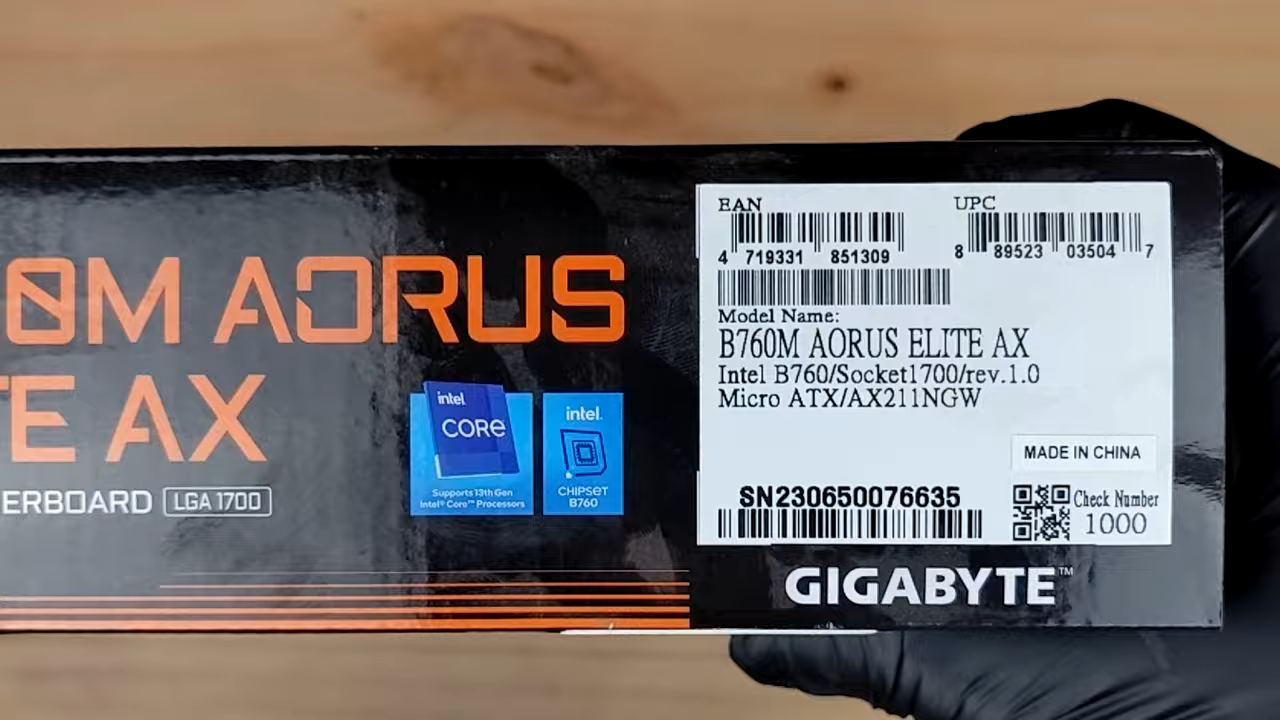 0M AORUS
TE AX
ERBOARD LGA 1700
intel
CORE
Supports 13th Gen
Intel® Core™ Processors
intel.
CHIPSET
B760
EAN
4 719331 851309
UPC
8 89523 03504 7
Model Name:
B760M AORUS ELITE AX
Intel B760/Socket1700/rev.1.0
Micro ATX/AX211NGW
MADE IN CHINA
SN230650076635
Check Number
1000
GIGABYTE™